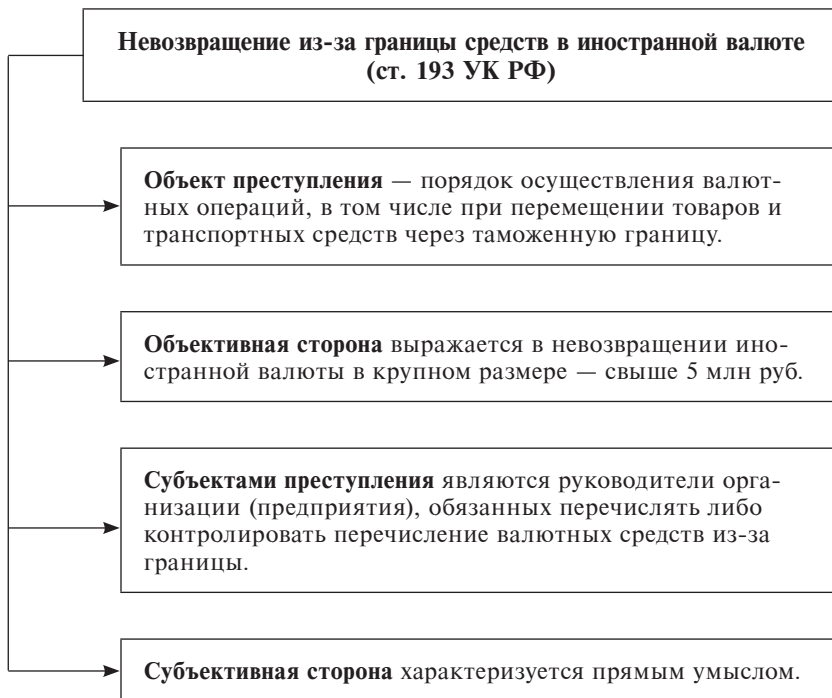 Невозвращение из-за границы средств в иностранной валюте
(ст. 193 УК РФ)
Объект преступления — порядок осуществления валют-
ных операций, в том числе при перемещении товаров и
транспортных средств через таможенную границу.
Объективная сторона выражается в невозвращении ино-
странной валюты в крупном размере — свыше 5 млн руб.
Субъектами преступления являются руководители орга-
низации (предприятия), обязанных перечислять либо
контролировать перечисление валютных средств из-за
границы.
Субъективная сторона характеризуется прямым умыслом.